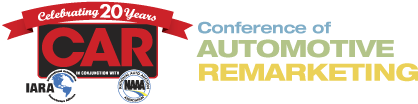 Celebrating 20 Years
CAR
IN CONJUNCTION WITH
IARA
NAAA
Conference of
AUTOMOTIVE
REMARKETING